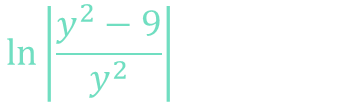 ln |(y² − 9)/y²|